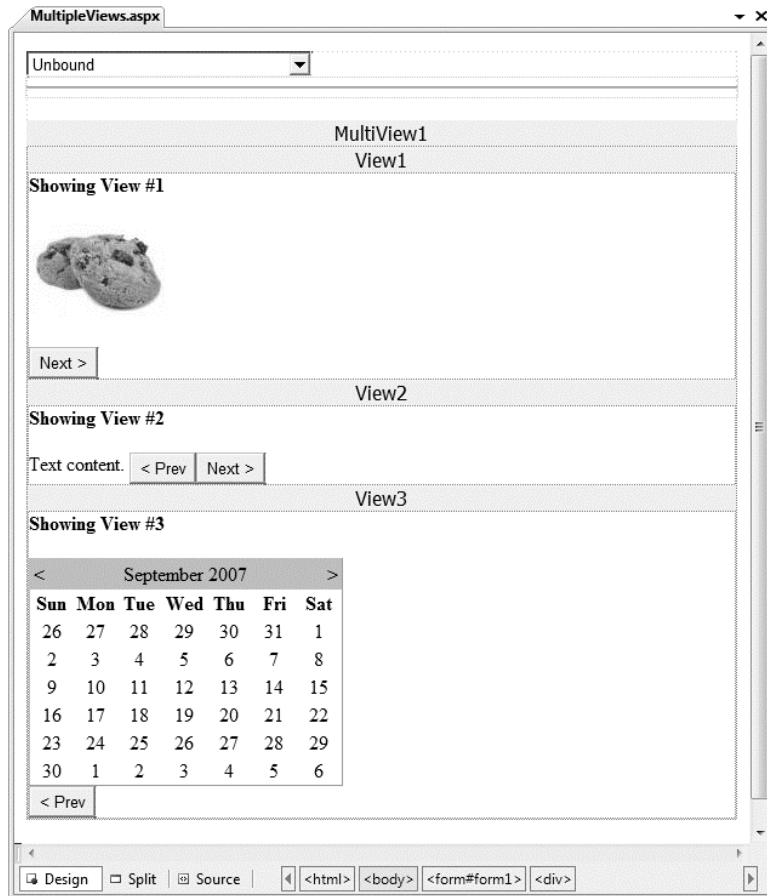 MultipleViews.aspx
Unbound
MultiView1
View1
Showing View #1
Next >
View2
Showing View #2
Text content. < Prev Next >
View3
Showing View #3
< September 2007 >
Sun Mon Tue Wed Thu Fri Sat
26 27 28 29 30 31 1
2 3 4 5 6 7 8
9 10 11 12 13 14 15
16 17 18 19 20 21 22
23 24 25 26 27 28 29
30 1 2 3 4 5 6
< Prev
Design Split Source <html> <body> <form#form1> <div>